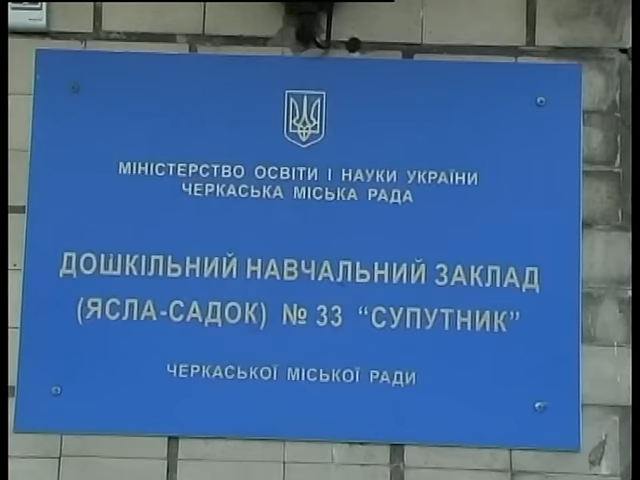 МІНІСТЕРСТВО ОСВІТИ І НАУКИ УКРАЇНИ
ЧЕРКАСЬКА МІСЬКА РАДА
ДОШКІЛЬНИЙ НАВЧАЛЬНИЙ ЗАКЛАД
(ЯСЛА-САДОК) № 33 “СУПУТНИК”
ЧЕРКАСЬКОЇ МІСЬКОЇ РАДИ